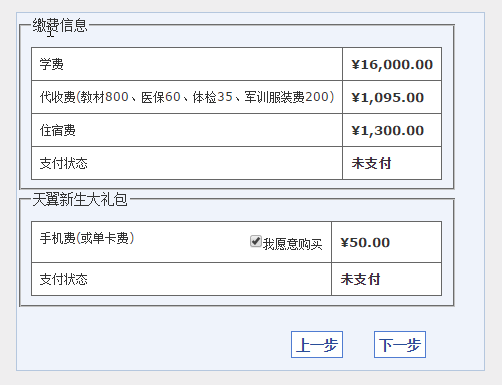 缴费信息
学费 ¥16,000.00
代收费(教材800、医保60、体检35、军训服装费200) ¥1,095.00
住宿费 ¥1,300.00
支付状态 未支付
天翼新生大礼包
手机费(或单卡费) 我愿意购买 ¥50.00
支付状态 未支付
上一步 下一步